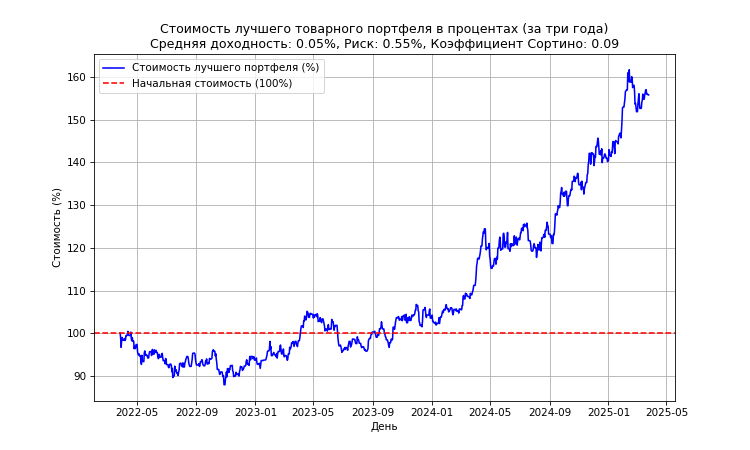 Стоимость лучшего товарного портфеля в процентах (за три года)
Средняя доходность: 0.05%, Риск: 0.55%, Коэффициент Сортино: 0.09
Стоимость лучшего портфеля (%)
Начальная стоимость (100%)
Стоимость (%)
160
150
140
130
120
110
100
90
2022-05 2022-09 2023-01 2023-05 2023-09 2024-01 2024-05 2024-09 2025-01 2025-05
День